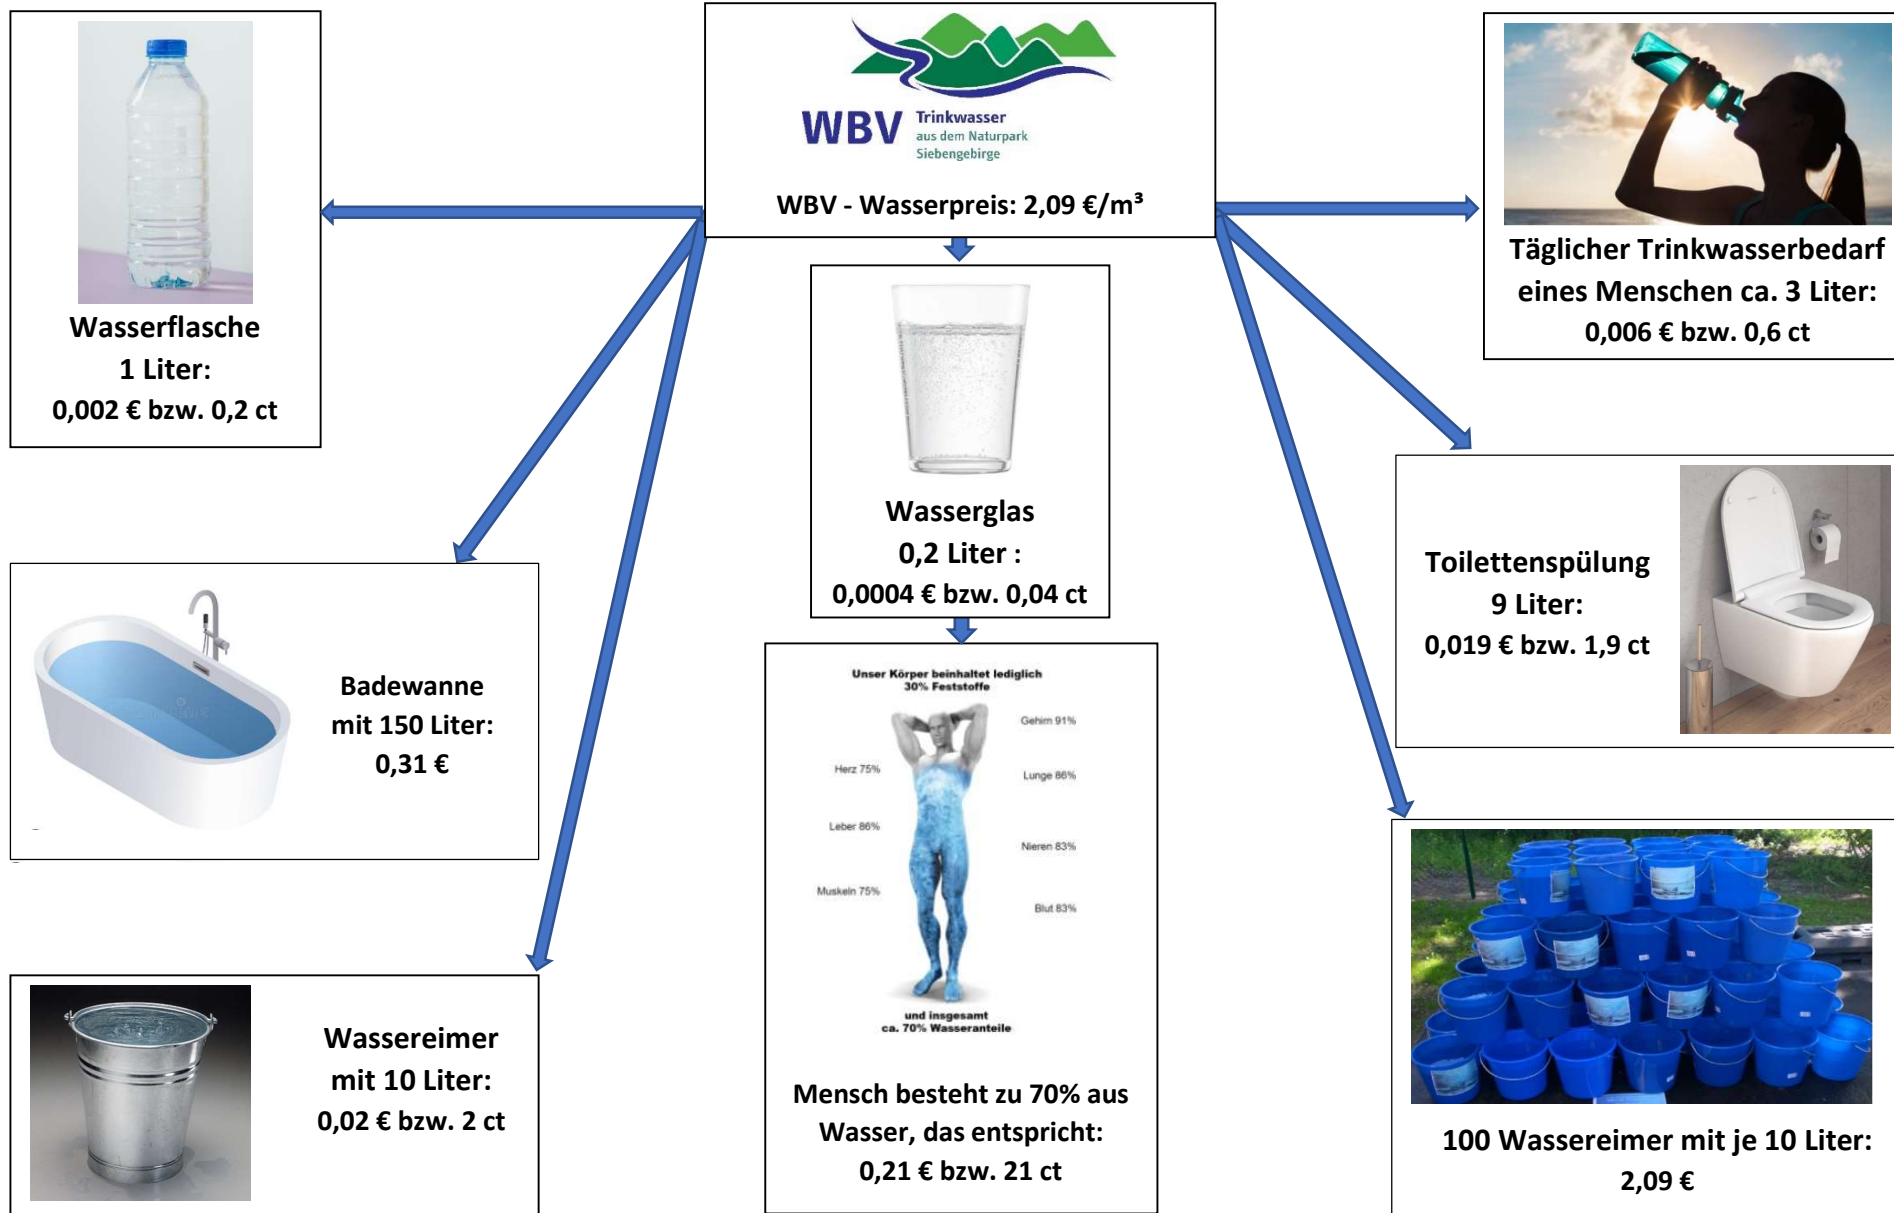 WBV
Trinkwasser
aus dem Naturpark
Siebengebirge
WBV - Wasserpreis: 2,09 €/m³
Wasserflasche
1 Liter:
0,002 € bzw. 0,2 ct
Täglicher Trinkwasserbedarf
eines Menschen ca. 3 Liter:
0,006 € bzw. 0,6 ct
Wasserglas
0,2 Liter :
0,0004 € bzw. 0,04 ct
Toilettenspülung
9 Liter:
0,019 € bzw. 1,9 ct
Badewanne
mit 150 Liter:
0,31 €
Unser Körper beinhaltet lediglich
30% Feststoffe
Gehirn 91%
Herz 75%
Lunge 86%
Leber 86%
Nieren 83%
Muskeln 75%
Blut 83%
und insgesamt
ca. 70% Wasseranteile
Mensch besteht zu 70% aus
Wasser, das entspricht:
0,21 € bzw. 21 ct
Wassereimer
mit 10 Liter:
0,02 € bzw. 2 ct
100 Wassereimer mit je 10 Liter:
2,09 €